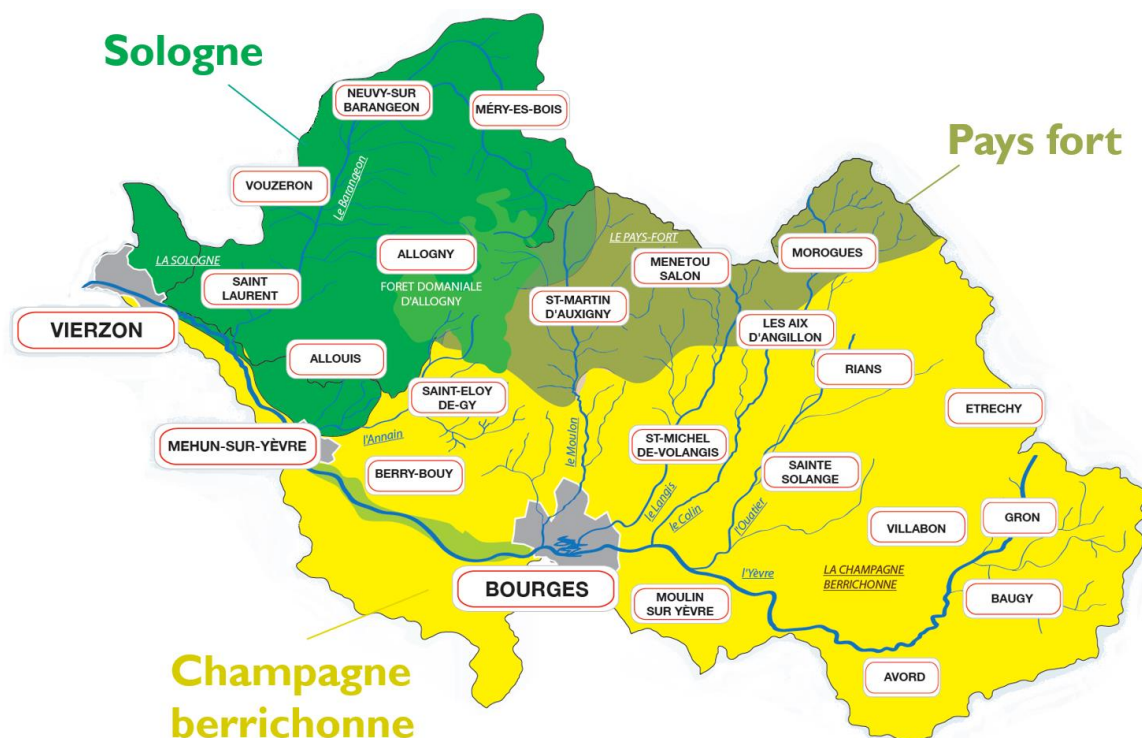 Sologne
NEUVY-SUR
BARANGEON
MÉRY-ES-BOIS
Pays fort
VOUZERON
Le Barangeon
LA SOLOGNE
ALLOGNY
FORET DOMANIALE
D'ALLOGNY
LE PAYS-FORT
MENETOU
SALON
MOROGUES
SAINT
LAURENT
ST-MARTIN
D'AUXIGNY
VIERZON
LES AIX
D'ANGILLON
ALLOUIS
RIANS
SAINT-ELOY
DE-GY
ETRECHY
l'Annain
MEHUN-SUR-YÈVRE
le Moulon
ST-MICHEL
DE-VOLANGIS
BERRY-BOUY
SAINTE
SOLANGE
le Langis
le Colin
l'Ouatier
VILLABON
GRON
BOURGES
l'Yèvre
LA CHAMPAGNE
BERRICHONNE
MOULIN
SUR YÈVRE
BAUGY
AVORD
Champagne
berrichonne